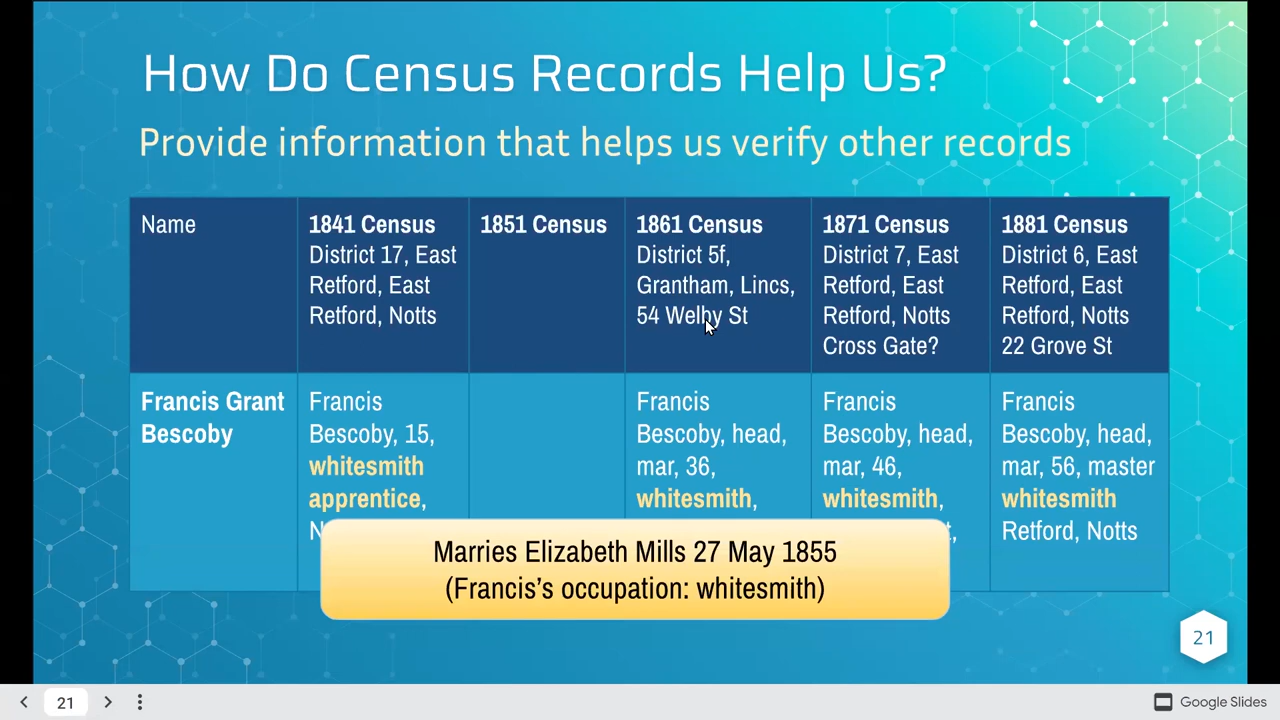 How Do Census Records Help Us?
Provide information that helps us verify other records
Name
1841 Census
District 17, East
Retford, East
Retford, Notts
1851 Census
1861 Census
District 5f,
Grantham, Lincs,
54 Welby St
1871 Census
District 7, East
Retford, East
Retford, Notts
Cross Gate?
1881 Census
District 6, East
Retford, East
Retford, Notts
22 Grove St
Francis Grant
Bescoby
Francis
Bescoby, 15,
whitesmith
apprentice,
Francis
Bescoby, head,
mar, 36,
whitesmith,
Francis
Bescoby, head,
mar, 46,
whitesmith,
Francis
Bescoby, head,
mar, 56, master
whitesmith
Retford, Notts
Marries Elizabeth Mills 27 May 1855
(Francis's occupation: whitesmith)
21
21
Google Slides